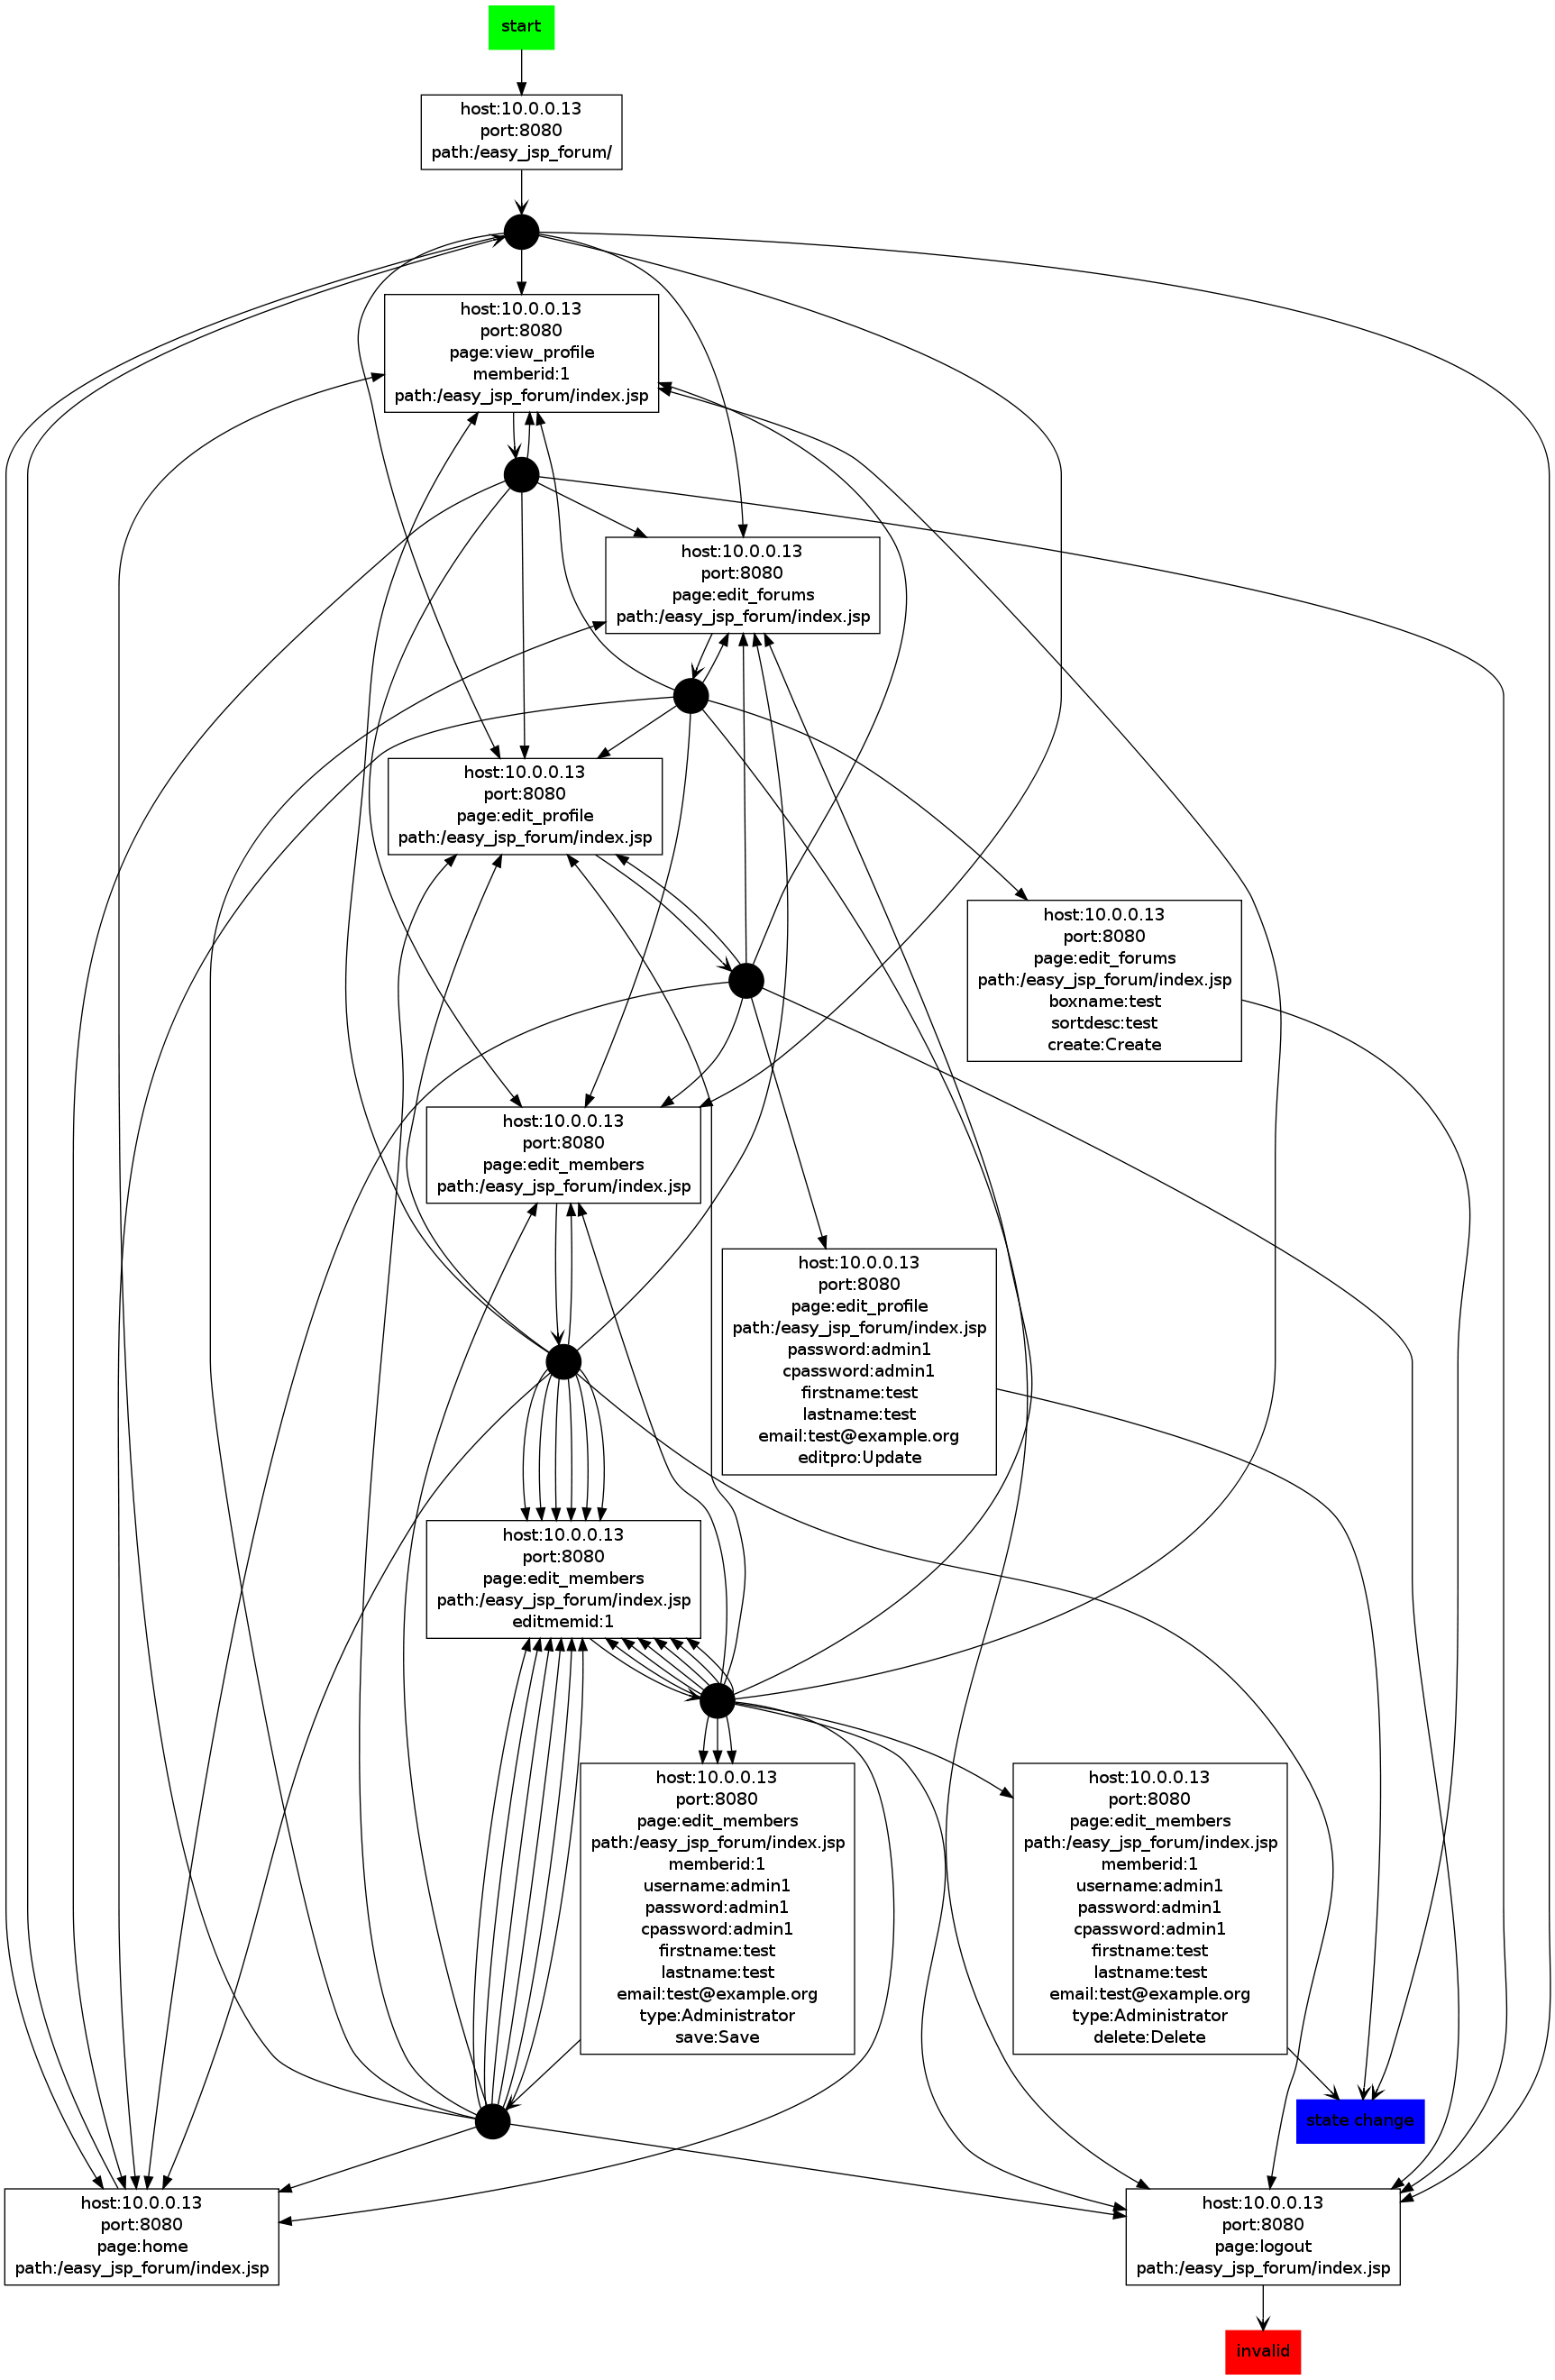 start
host:10.0.0.13
port:8080
path:/easy_jsp_forum/
host:10.0.0.13
port:8080
page:view_profile
memberid:1
path:/easy_jsp_forum/index.jsp
host:10.0.0.13
port:8080
page:edit_forums
path:/easy_jsp_forum/index.jsp
host:10.0.0.13
port:8080
page:edit_profile
path:/easy_jsp_forum/index.jsp
host:10.0.0.13
port:8080
page:edit_forums
path:/easy_jsp_forum/index.jsp
boxname:test
sortdesc:test
create:Create
host:10.0.0.13
port:8080
page:edit_members
path:/easy_jsp_forum/index.jsp
host:10.0.0.13
port:8080
page:edit_profile
path:/easy_jsp_forum/index.jsp
password:admin1
cpassword:admin1
firstname:test
lastname:test
email:test@example.org
editpro:Update
host:10.0.0.13
port:8080
page:edit_members
path:/easy_jsp_forum/index.jsp
editmemid:1
host:10.0.0.13
port:8080
page:edit_members
path:/easy_jsp_forum/index.jsp
memberid:1
username:admin1
password:admin1
cpassword:admin1
firstname:test
lastname:test
email:test@example.org
type:Administrator
save:Save
host:10.0.0.13
port:8080
page:edit_members
path:/easy_jsp_forum/index.jsp
memberid:1
username:admin1
password:admin1
cpassword:admin1
firstname:test
lastname:test
email:test@example.org
type:Administrator
delete:Delete
state change
host:10.0.0.13
port:8080
page:home
path:/easy_jsp_forum/index.jsp
host:10.0.0.13
port:8080
page:logout
path:/easy_jsp_forum/index.jsp
invalid